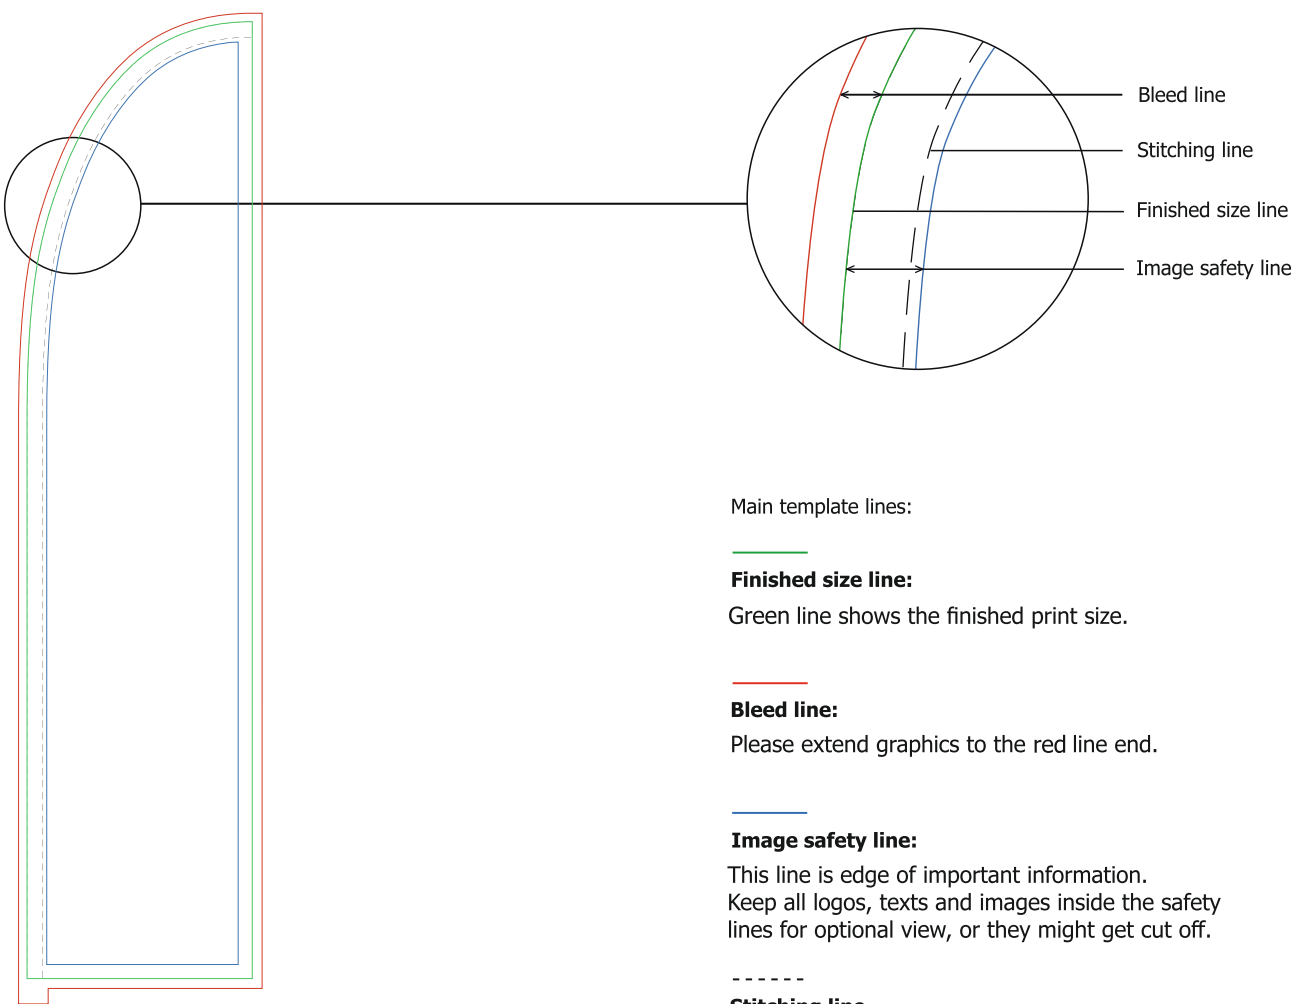 Bleed line
Stitching line
Finished size line
Image safety line
Main template lines:
Finished size line:
Green line shows the finished print size.
Bleed line:
Please extend graphics to the red line end.
Image safety line:
This line is edge of important information.
Keep all logos, texts and images inside the safety
lines for optional view, or they might get cut off.
Stitching line